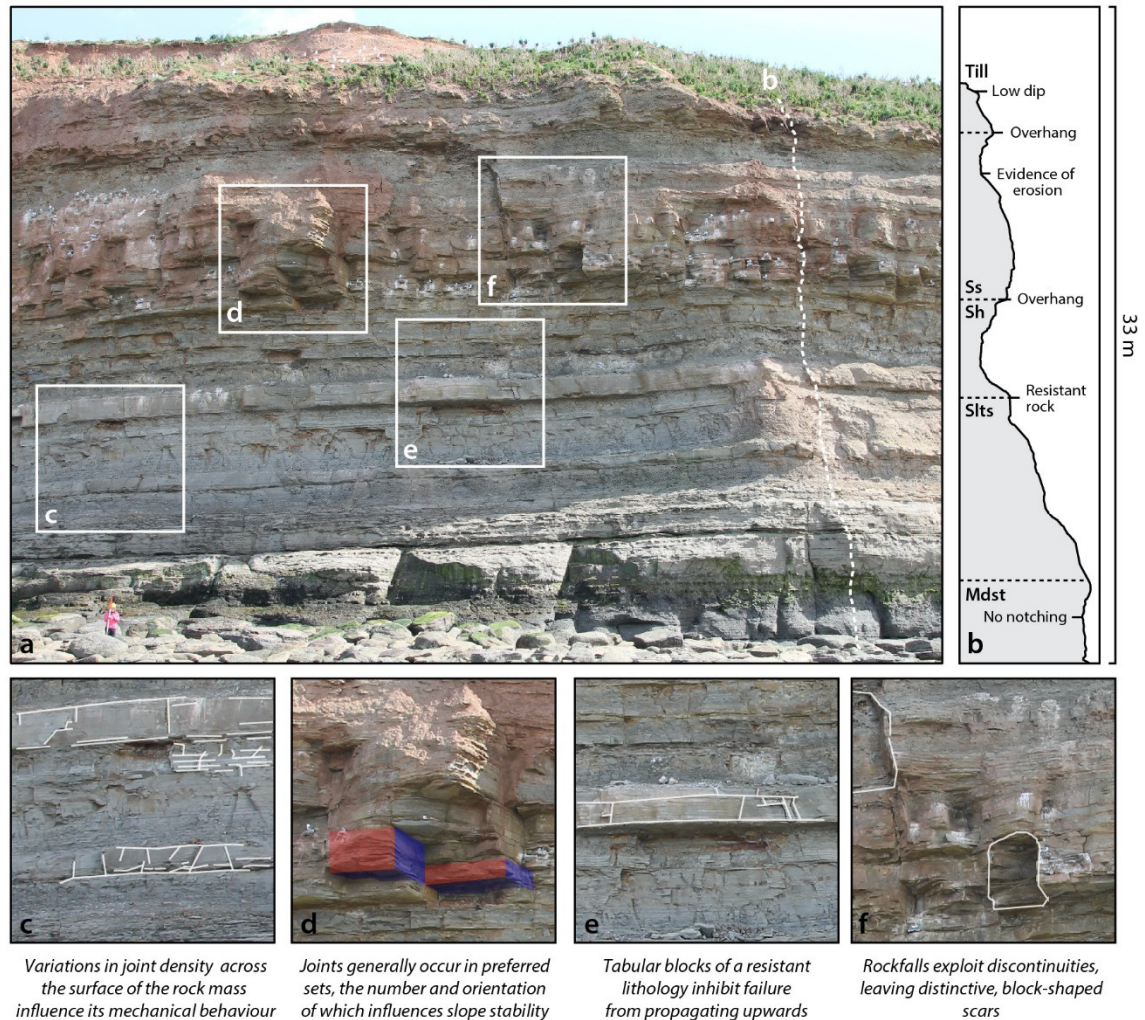 b
d
f
e
c
a
Till
Low dip
Overhang
Evidence of
erosion
Ss
Sh
Overhang
Resistant
rock
Slts
Mdst
No notching
b
33 m
c
d
e
f
Variations in joint density across
the surface of the rock mass
influence its mechanical behaviour
Joints generally occur in preferred
sets, the number and orientation
of which influences slope stability
Tabular blocks of a resistant
lithology inhibit failure
from propagating upwards
Rockfalls exploit discontinuities,
leaving distinctive, block-shaped
scars